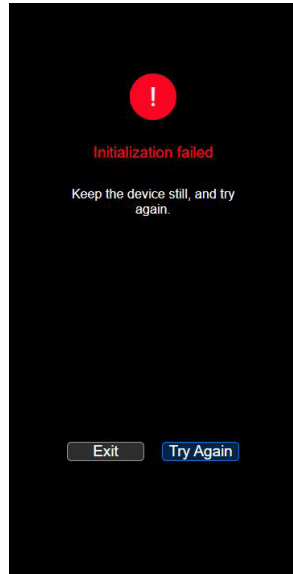 !
Initialization failed
Keep the device still, and try
again.
Exit
Try Again